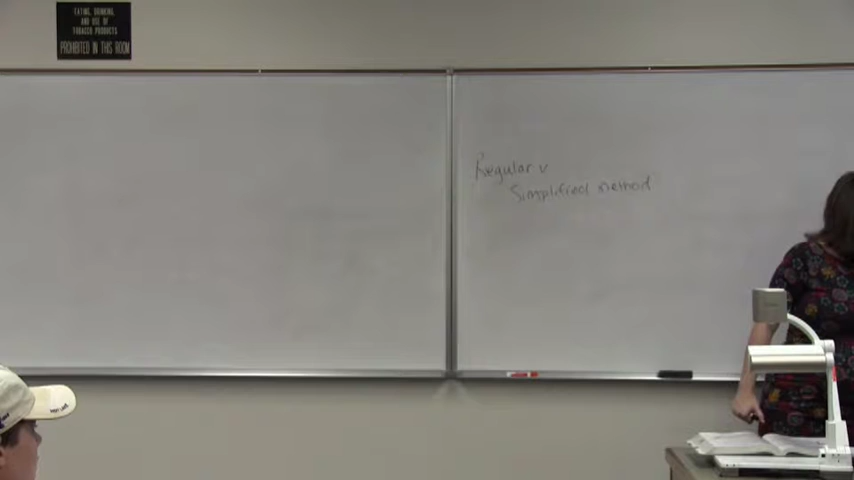 EATING, DRINKING,
AND USE OF
TOBACCO PRODUCTS
PROHIBITED IN THIS ROOM
Regular v
Simplified method